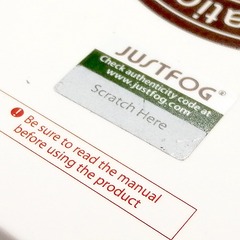 JUSTFOG®
Check authenticity code at
www.justfog.com
Scratch Here
Be sure to read the manual
before using the product.